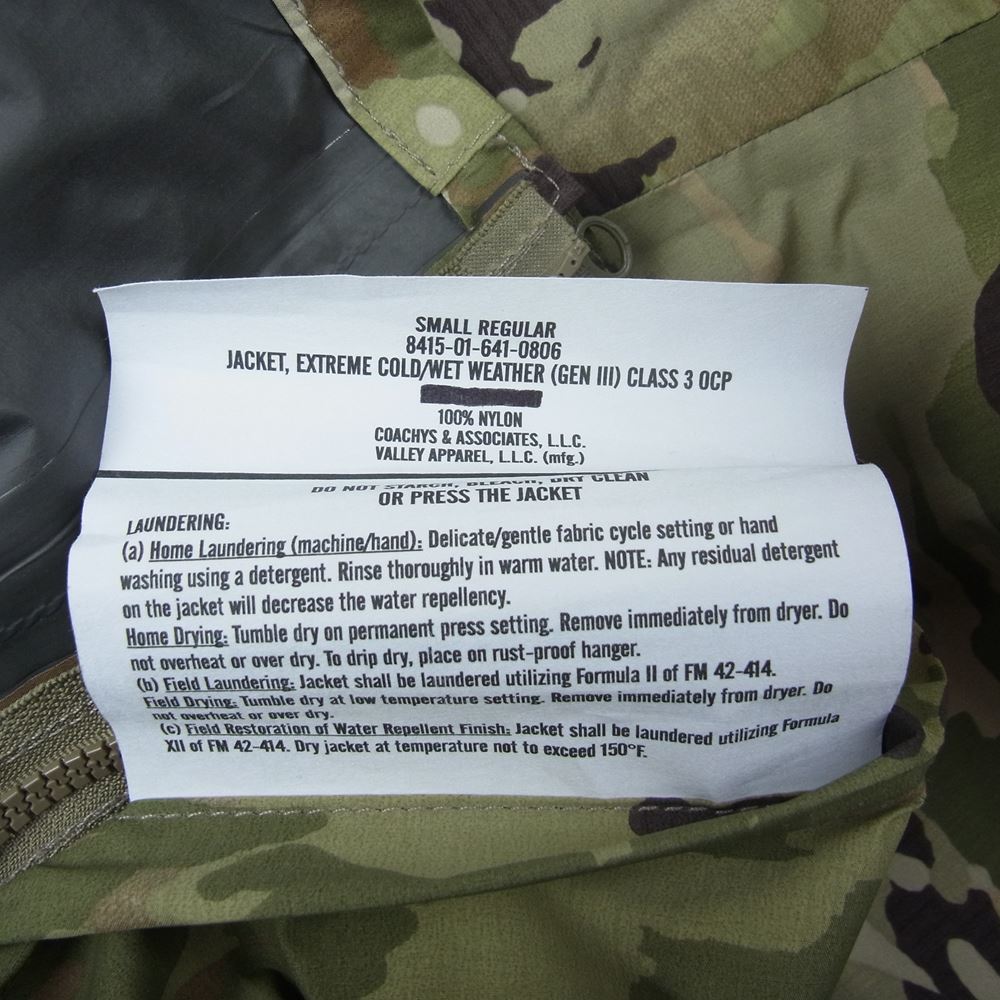 SMALL REGULAR
8415-01-641-0806
JACKET, EXTREME COLD/WET WEATHER (GEN III) CLASS 3 OCP
100% NYLON
COACHYS & ASSOCIATES, L.L.C.
VALLEY APPAREL, L.L.C. (mfg.)
DO NOT STARCH, BLEACH, DRY CLEAN
OR PRESS THE JACKET
LAUNDERING:
(a) Home Laundering (machine/hand): Delicate/gentle fabric cycle setting or hand
washing using a detergent. Rinse thoroughly in warm water. NOTE: Any residual detergent
on the jacket will decrease the water repellency.
Home Drying: Tumble dry on permanent press setting. Remove immediately from dryer. Do
not overheat or over dry. To drip dry, place on rust-proof hanger.
(b) Field Laundering: Jacket shall be laundered utilizing Formula II of FM 42-414.
Field Drying: Tumble dry at low temperature setting. Remove immediately from dryer. Do
not overheat or over dry.
(c) Field Restoration of Water Repellent Finish: Jacket shall be laundered utilizing Formula
XII of FM 42-414. Dry jacket at temperature not to exceed 150°F.